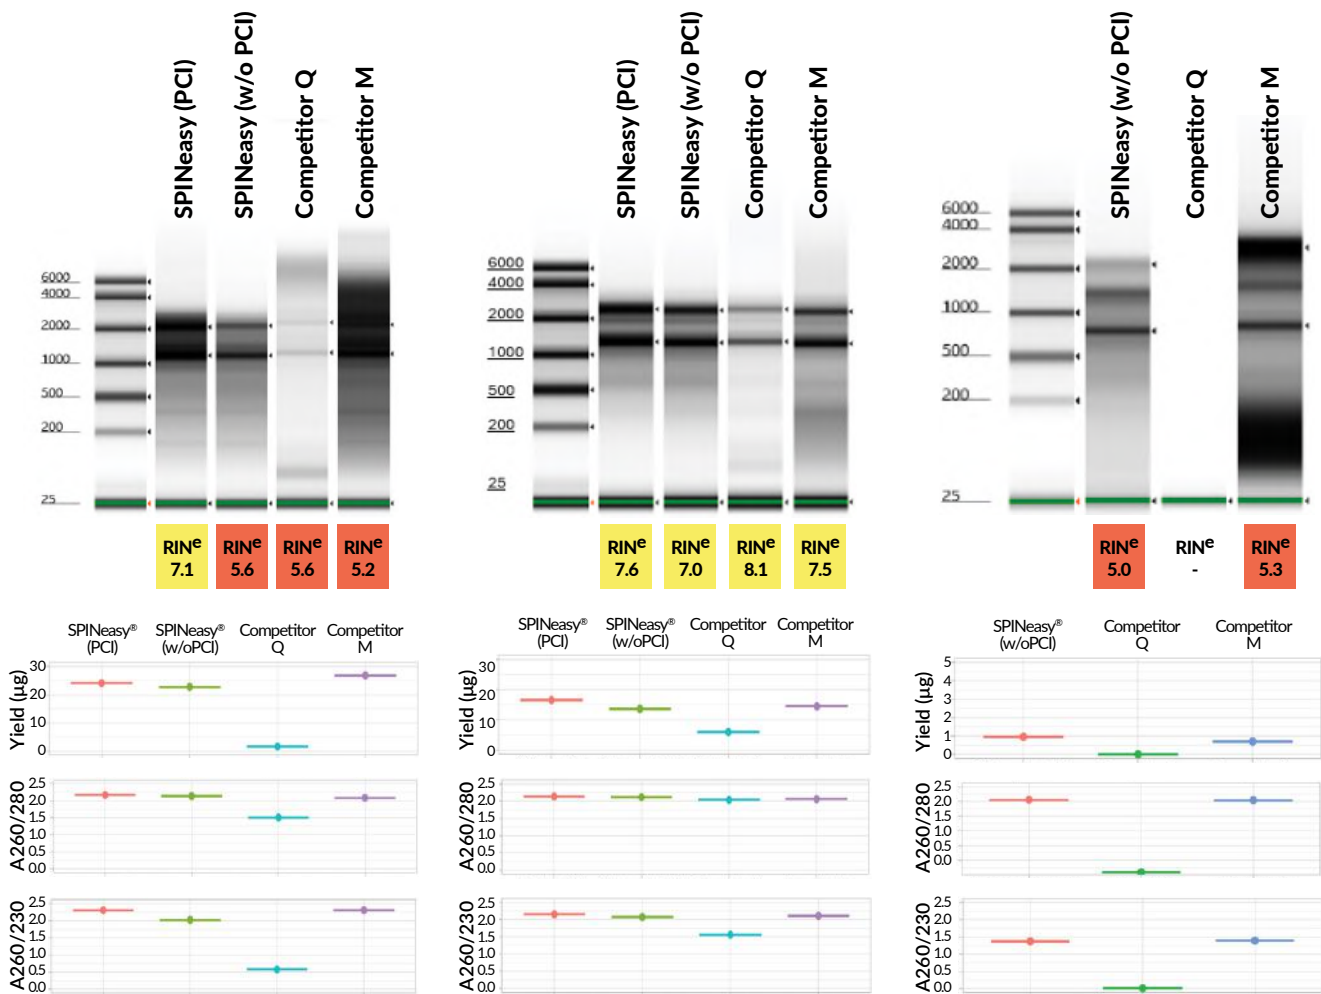 SPINeasy (PCI)
SPINeasy (w/o PCI)
Competitor Q
Competitor M
6000
4000
2000
1000
500
200
25
RINe
7.1
RINe
5.6
RINe
5.6
RINe
5.2
SPINeasy (PCI)
SPINeasy (w/o PCI)
Competitor Q
Competitor M
6000
4000
2000
1000
500
200
25
RINe
7.6
RINe
7.0
RINe
8.1
RINe
7.5
SPINeasy (w/o PCI)
Competitor Q
Competitor M
6000
4000
2000
1000
500
200
25
RINe
5.0
RINe
-
RINe
5.3
SPINeasy®
(PCI)
SPINeasy®
(w/oPCI)
Competitor
Q
Competitor
M
Yield (µg)
30
20
10
0
A260/280
2.5
2.0
1.5
1.0
0.5
0.0
A260/230
2.5
2.0
1.5
1.0
0.5
0.0
SPINeasy®
(PCI)
SPINeasy®
(w/oPCI)
Competitor
Q
Competitor
M
Yield (µg)
30
20
10
0
A260/280
2.5
2.0
1.5
1.0
0.5
0.0
A260/230
2.5
2.0
1.5
1.0
0.5
0.0
SPINeasy®
(w/oPCI)
Competitor
Q
Competitor
M
Yield (µg)
5
4
3
2
1
0
A260/280
2.5
2.0
1.5
1.0
0.5
0.0
A260/230
2.5
2.0
1.5
1.0
0.5
0.0